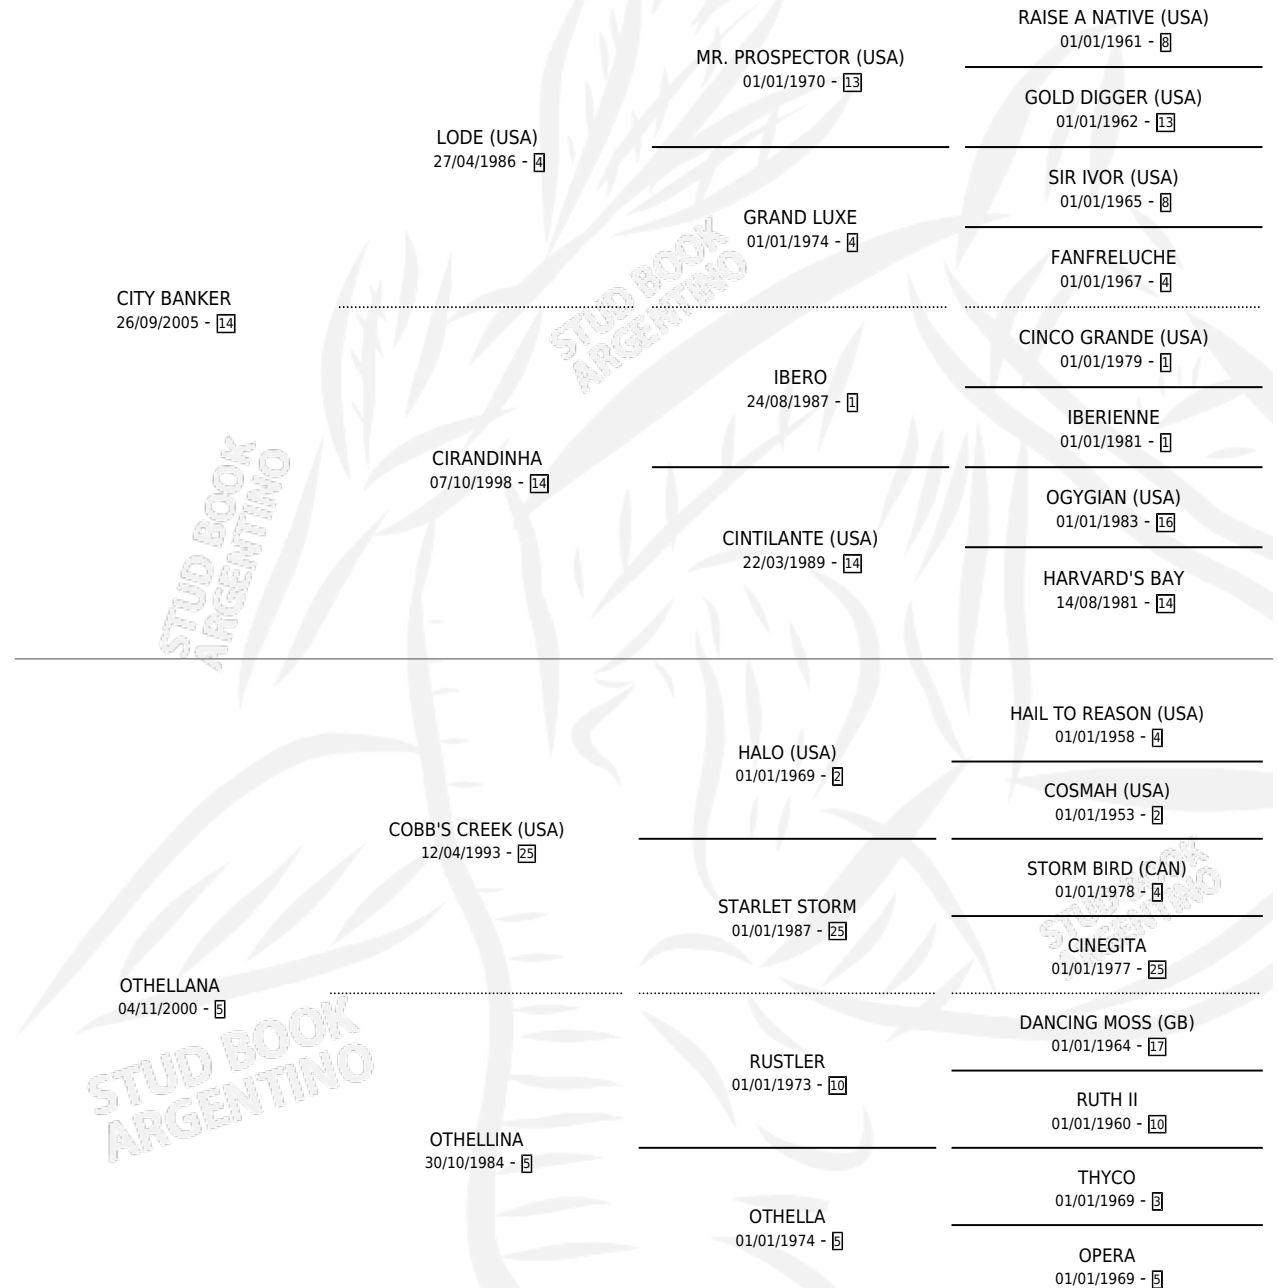 RAISE A NATIVE (USA)
01/01/1961 - 8
MR. PROSPECTOR (USA)
01/01/1970 - 13
GOLD DIGGER (USA)
01/01/1962 - 13
LODE (USA)
27/04/1986 - 4
SIR IVOR (USA)
01/01/1965 - 8
GRAND LUXE
01/01/1974 - 4
FANFRELUCHE
01/01/1967 - 4
CITY BANKER
26/09/2005 - 14
CINCO GRANDE (USA)
01/01/1979 - 1
IBERO
24/08/1987 - 1
IBERIENNE
01/01/1981 - 1
CIRANDINHA
07/10/1998 - 14
OGYGIAN (USA)
01/01/1983 - 16
CINTILANTE (USA)
22/03/1989 - 14
HARVARD'S BAY
14/08/1981 - 14
STUD BOOK
ARGENTINO
STUD BOOK
ARGENTINO
HAIL TO REASON (USA)
01/01/1958 - 4
HALO (USA)
01/01/1969 - 2
COSMAH (USA)
01/01/1953 - 2
COBB'S CREEK (USA)
12/04/1993 - 25
STORM BIRD (CAN)
01/01/1978 - 4
STARLET STORM
01/01/1987 - 25
CINEGITA
01/01/1977 - 25
STUD BOOK
ARGENTINO
OTHELLANA
04/11/2000 - 5
DANCING MOSS (GB)
01/01/1964 - 17
RUSTLER
01/01/1973 - 10
RUTH II
01/01/1960 - 10
STUD BOOK
ARGENTINO
OTHELLINA
30/10/1984 - 5
THYCO
01/01/1969 - 3
OTHELLA
01/01/1974 - 5
OPERA
01/01/1969 - 5